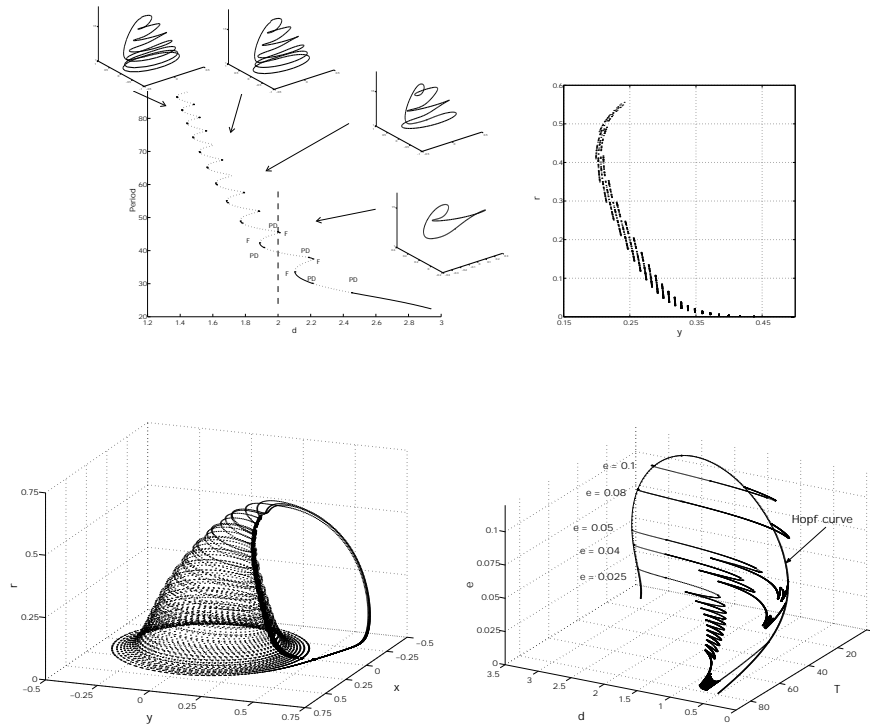 80
70
60
50
40
30
20
Period
1.2 1.4 1.6 1.8 2 2.2 2.4 2.6 2.8 3
d
PD
F
F
PD
PD
F
F
PD
PD
0.6
0.5
0.4
0.3
0.2
0.1
0
r
0.15 0.25 0.35 0.45
y
0.75
0.5
0.25
0
r
−0.5 −0.25 0 0.25 0.5 0.75
y
−0.5
−0.25
0
0.25
0.5
0.75
x
e = 0.1
e = 0.08
e = 0.05
e = 0.04
e = 0.025
Hopf curve
0.1
0.075
0.05
0.025
0
e
3.5 3 2.5 2 1.5 1 0.5 0
d
20
40
60
80
T